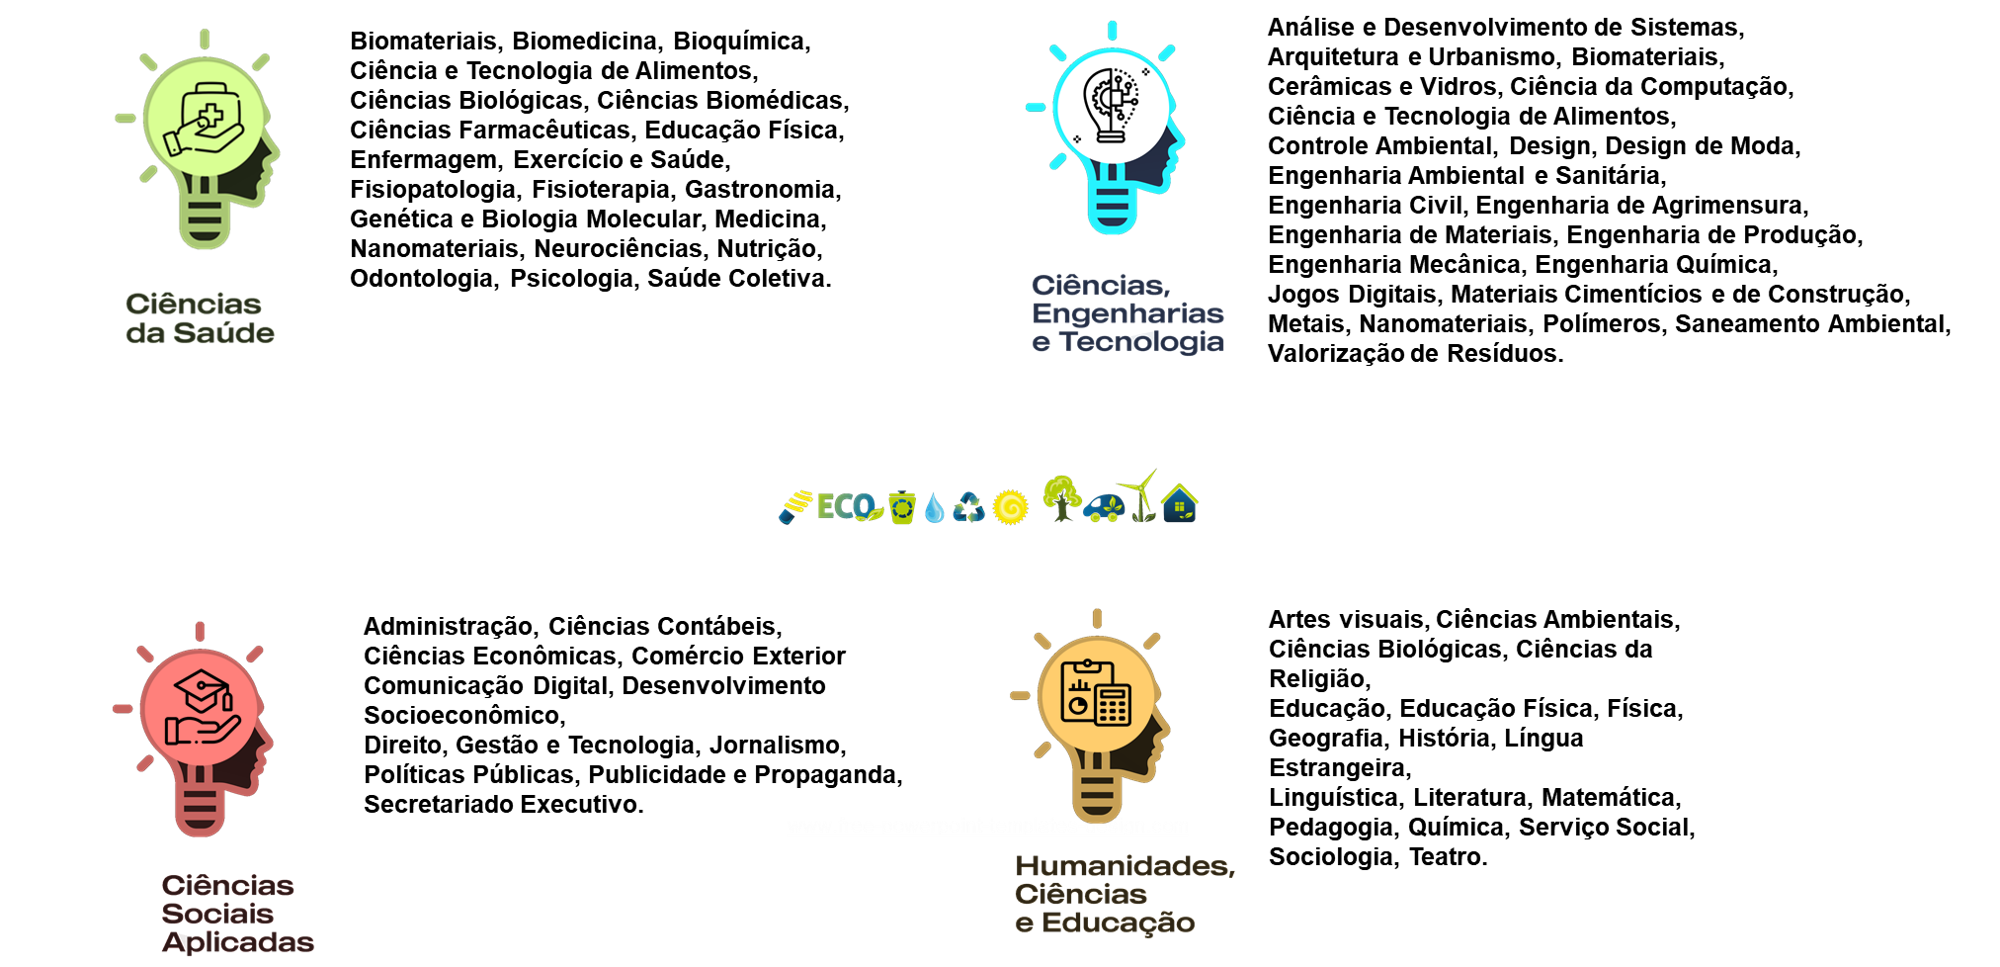 Biomateriais, Biomedicina, Bioquímica,
Ciência e Tecnologia de Alimentos,
Ciências Biológicas, Ciências Biomédicas,
Ciências Farmacêuticas, Educação Física,
Enfermagem, Exercício e Saúde,
Fisiopatologia, Fisioterapia, Gastronomia,
Genética e Biologia Molecular, Medicina,
Nanomateriais, Neurociências, Nutrição,
Odontologia, Psicologia, Saúde Coletiva.
Ciências
da Saúde
Análise e Desenvolvimento de Sistemas,
Arquitetura e Urbanismo, Biomateriais,
Cerâmicas e Vidros, Ciência da Computação,
Ciência e Tecnologia de Alimentos,
Controle Ambiental, Design, Design de Moda,
Engenharia Ambiental e Sanitária,
Engenharia Civil, Engenharia de Agrimensura,
Engenharia de Materiais, Engenharia de Produção,
Engenharia Mecânica, Engenharia Química,
Jogos Digitais, Materiais Cimentícios e de Construção,
Metais, Nanomateriais, Polímeros, Saneamento Ambiental,
Valorização de Resíduos.
Ciências,
Engenharias
e Tecnologia
ECO
Administração, Ciências Contábeis,
Ciências Econômicas, Comércio Exterior
Comunicação Digital, Desenvolvimento
Socioeconômico,
Direito, Gestão e Tecnologia, Jornalismo,
Políticas Públicas, Publicidade e Propaganda,
Secretariado Executivo.
Ciências
Sociais
Aplicadas
Artes visuais, Ciências Ambientais,
Ciências Biológicas, Ciências da
Religião,
Educação, Educação Física, Física,
Geografia, História, Língua
Estrangeira,
Linguística, Literatura, Matemática,
Pedagogia, Química, Serviço Social,
Sociologia, Teatro.
Humanidades,
Ciências
e Educação